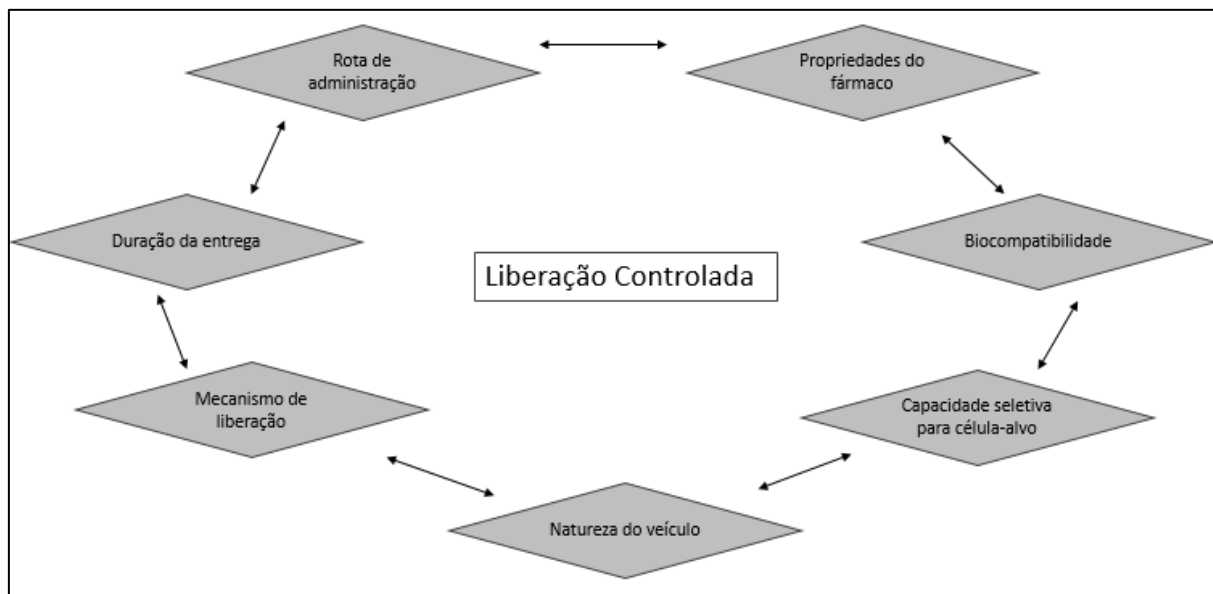 Rota de
administração
Propriedades do
fármaco
Duração da entrega
Biocompatibilidade
Liberação Controlada
Mecanismo de
liberação
Capacidade seletiva
para célula-alvo
Natureza do veículo